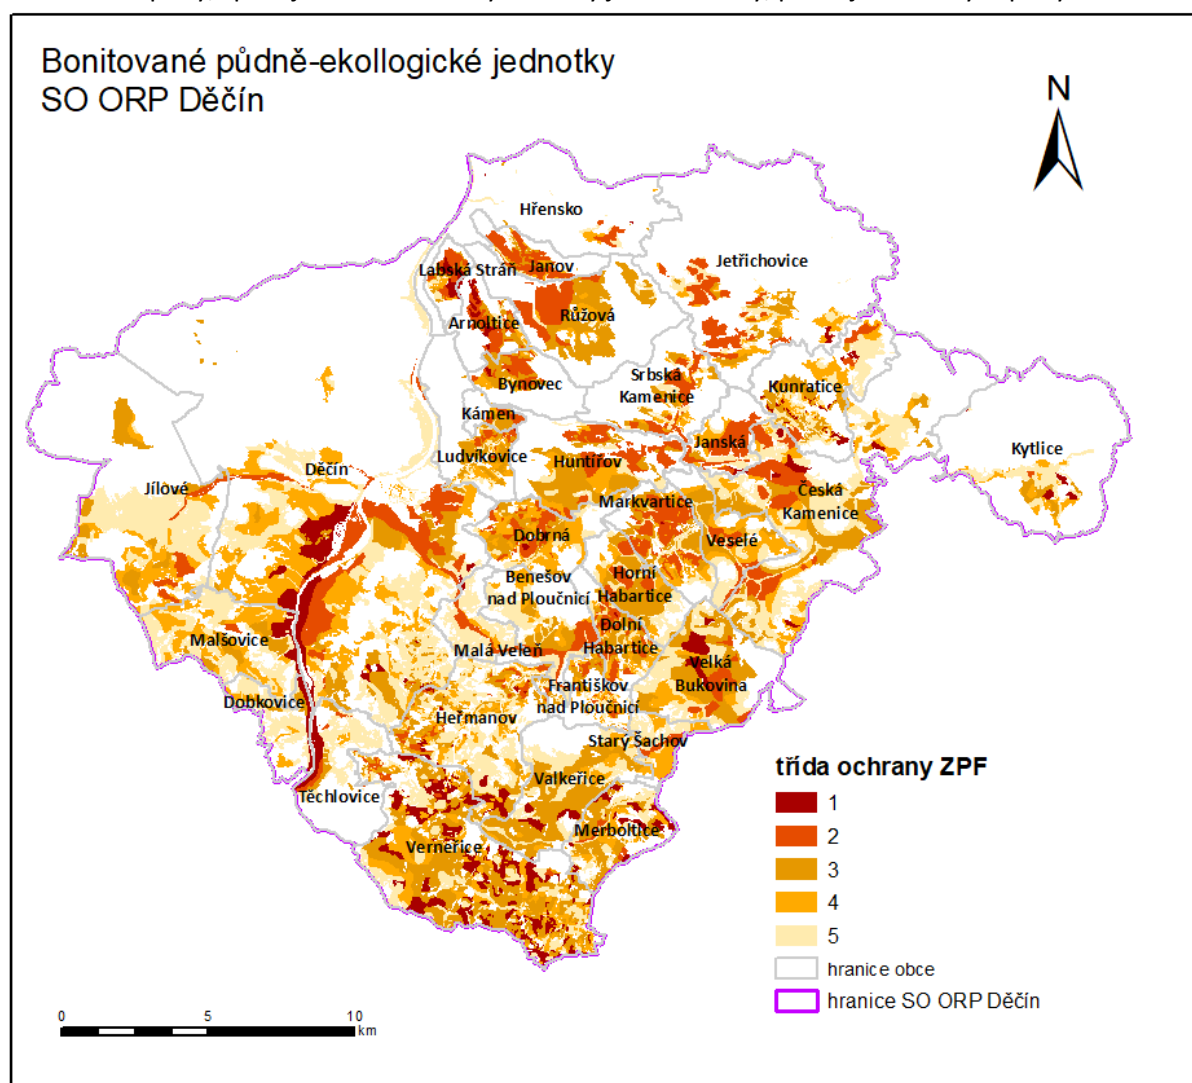 Bonitované půdně-ekollogické jednotky
SO ORP Děčín
N
Hřensko
Jetřichovice
Labská Stráň
Janov
Arnoltice
Růžová
Bynovec
Srbská
Kamenice
Kunratice
Kámen
Ludvíkovice
Huntířov
Janská
Kytlice
Děčín
Jílové
Markvartice
Česká
Kamenice
Dobrná
Veselé
Benešov
nad Ploučnicí
Horní
Habartice
Malšovice
Malá Veleň
Dolní
Habartice
Velká
Bukovina
Dobkovice
Františkov
nad Ploučnicí
Heřmanov
Starý Šachov
Valkeřice
Těchlovice
Merboltice
Verneřice
třída ochrany ZPF
1
2
3
4
5
hranice obce
hranice SO ORP Děčín
0 5 10
km